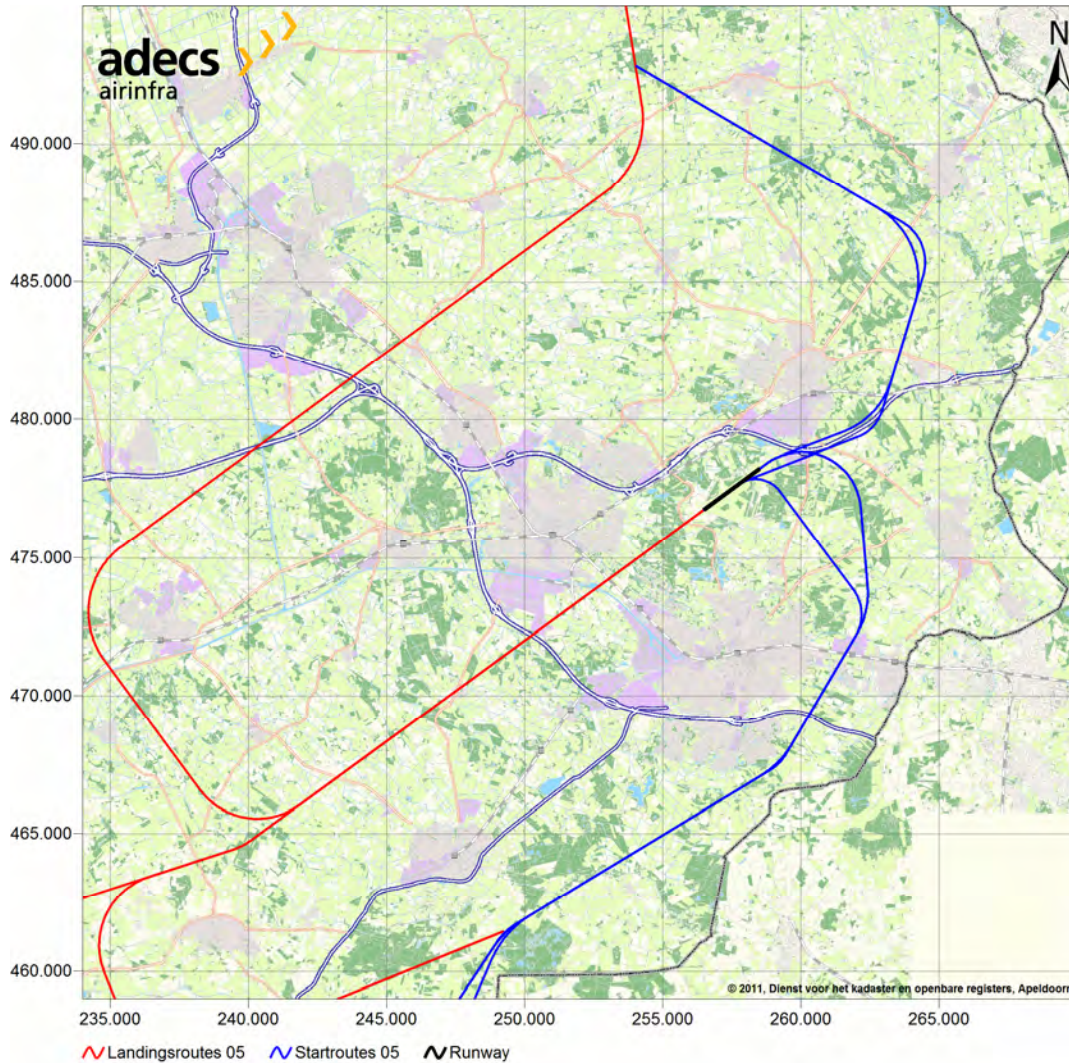 adecs
airinfra
N
490.000
485.000
480.000
475.000
470.000
465.000
460.000
© 2011, Dienst voor het kadaster en openbare registers, Apeldoorn
235.000 240.000 245.000 250.000 255.000 260.000 265.000
Landingsroutes 05 Startroutes 05 Runway